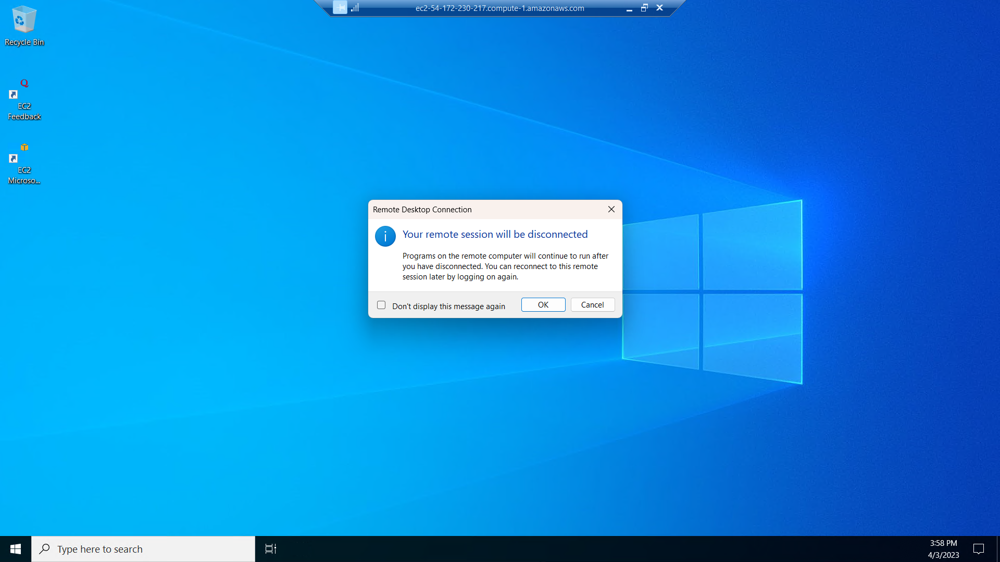 ec2-54-172-230-217.compute-1.amazonaws.com
Recycle Bin
Q
EC2
Feedback
EC2
Microso...
Remote Desktop Connection
Your remote session will be disconnected
Programs on the remote computer will continue to run after
you have disconnected. You can reconnect to this remote
session later by logging on again.
Don't display this message again
OK
Cancel
Type here to search
3:58 PM
4/3/2023